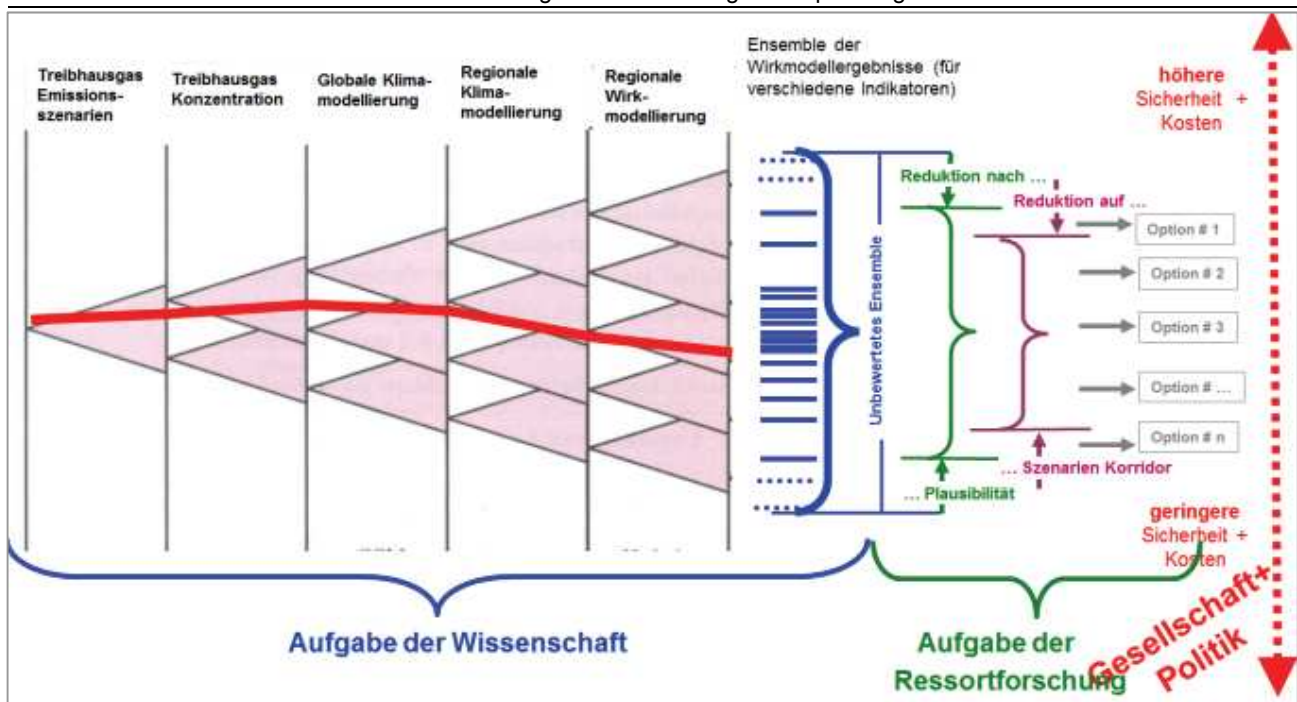 Treibhausgas
Emissions-
szenarien
Treibhausgas
Konzentration
Globale Klima-
modellierung
Regionale
Klima-
modellierung
Regionale
Wirk-
modellierung
Ensemble der
Wirkmodellergebnisse (für
verschiedene Indikatoren)
höhere
Sicherheit +
Kosten
Unbewertetes Ensemble
Reduktion nach ...
Reduktion auf ...
Option # 1
Option # 2
Option # 3
Option # ...
Option # n
... Szenarien Korridor
... Plausibilität
geringere
Sicherheit +
Kosten
Aufgabe der Wissenschaft
Aufgabe der
Ressortforschung
Gesellschaft+
Politik